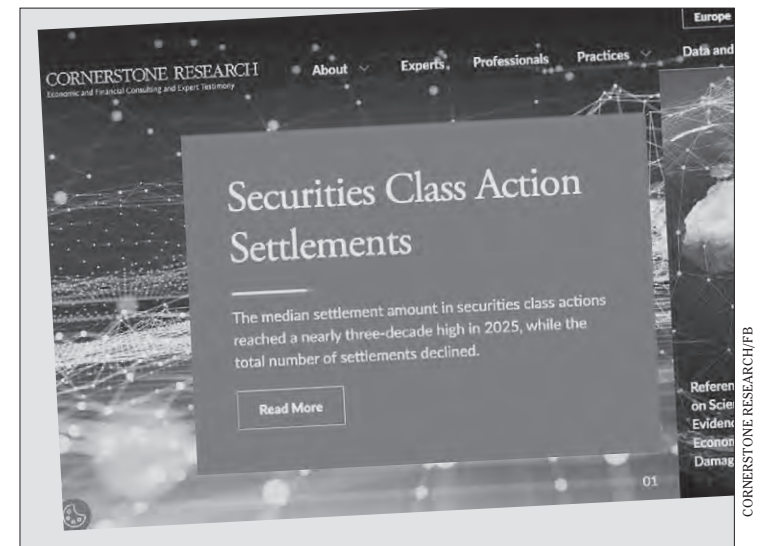 Europe
CORNERSTONE RESEARCH
Economic and Financial Consulting and Expert Testimony
About
Experts
Professionals
Practices
Data and
Securities Class Action
Settlements
The median settlement amount in securities class actions
reached a nearly three-decade high in 2025, while the
total number of settlements declined.
Read More
Referen
on Scie
Evidenc
Econom
Damag
01
CORNERSTONE RESEARCH/FB